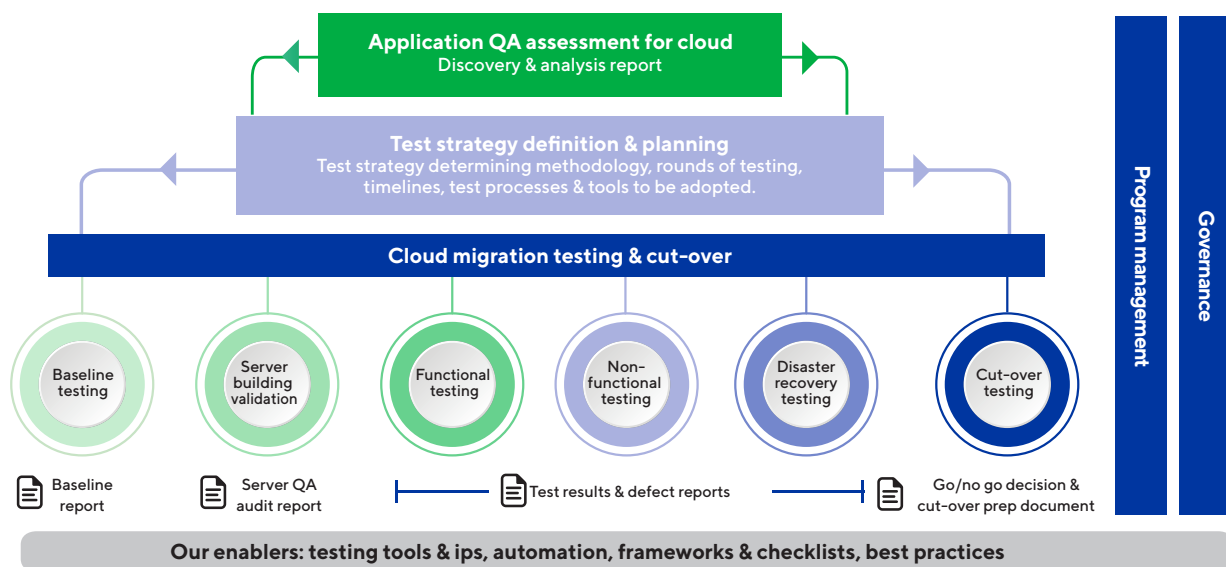 Application QA assessment for cloud
Discovery & analysis report
Test strategy definition & planning
Test strategy determining methodology, rounds of testing,
timelines, test processes & tools to be adopted.
Cloud migration testing & cut-over
Baseline
testing
Server
building
validation
Functional
testing
Non-
functional
testing
Disaster
recovery
testing
Cut-over
testing
Baseline
report
Server QA
audit report
Test results & defect reports
Go/no go decision &
cut-over prep document
Program management
Governance
Our enablers: testing tools & ips, automation, frameworks & checklists, best practices